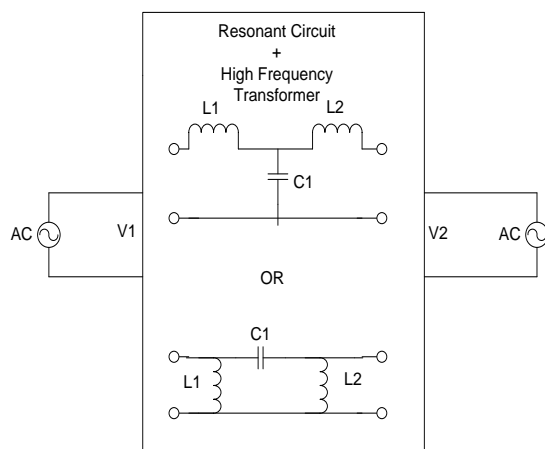 Resonant Circuit
+
High Frequency
Transformer
L1
L2
C1
AC
V1
V2
AC
OR
C1
L1
L2